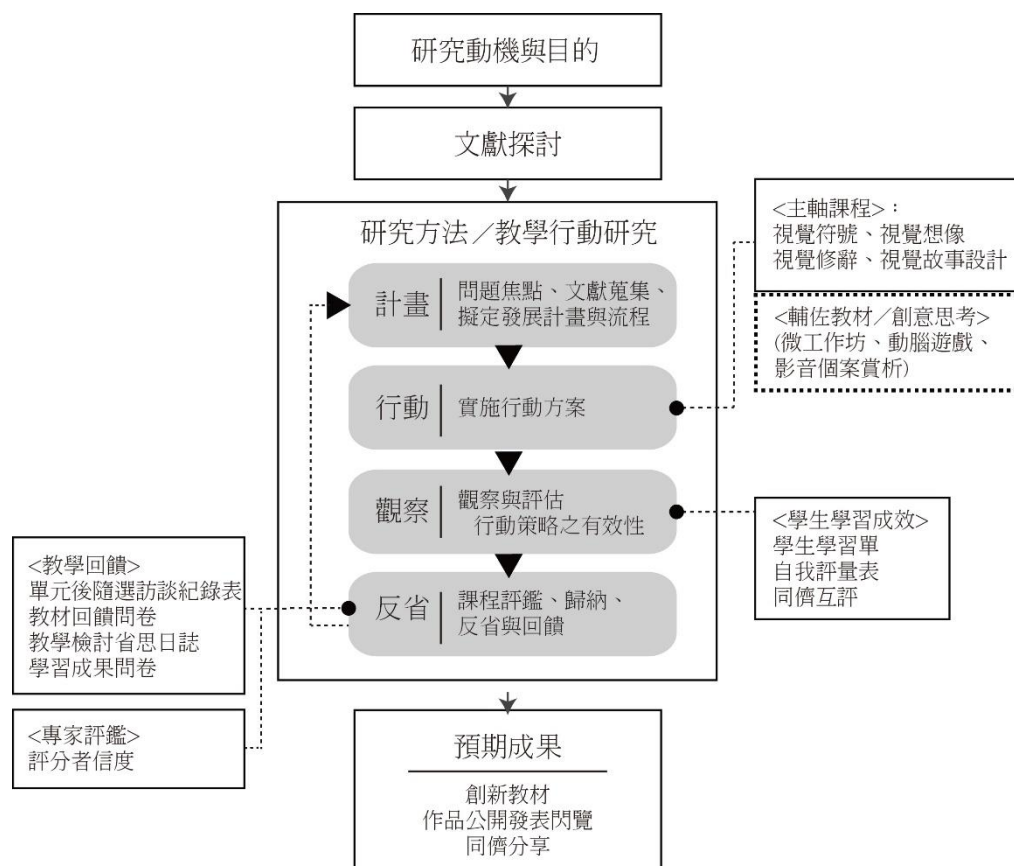 研究動機與目的
文獻探討
研究方法／教學行動研究
計畫
問題焦點、文獻蒐集、
擬定發展計畫與流程
行動
實施行動方案
觀察
觀察與評估
行動策略之有效性
反省
課程評鑑、歸納、
反省與回饋
<主軸課程>：
視覺符號、視覺想像
視覺修辭、視覺故事設計
<輔佐教材／創意思考>
(微工作坊、動腦遊戲、
影音個案賞析)
<學生學習成效>
學生學習單
自我評量表
同儕互評
<教學回饋>
單元後隨選訪談紀錄表
教材回饋問卷
教學檢討省思日誌
學習成果問卷
<專家評鑑>
評分者信度
預期成果
創新教材
作品公開發表閃覽
同儕分享